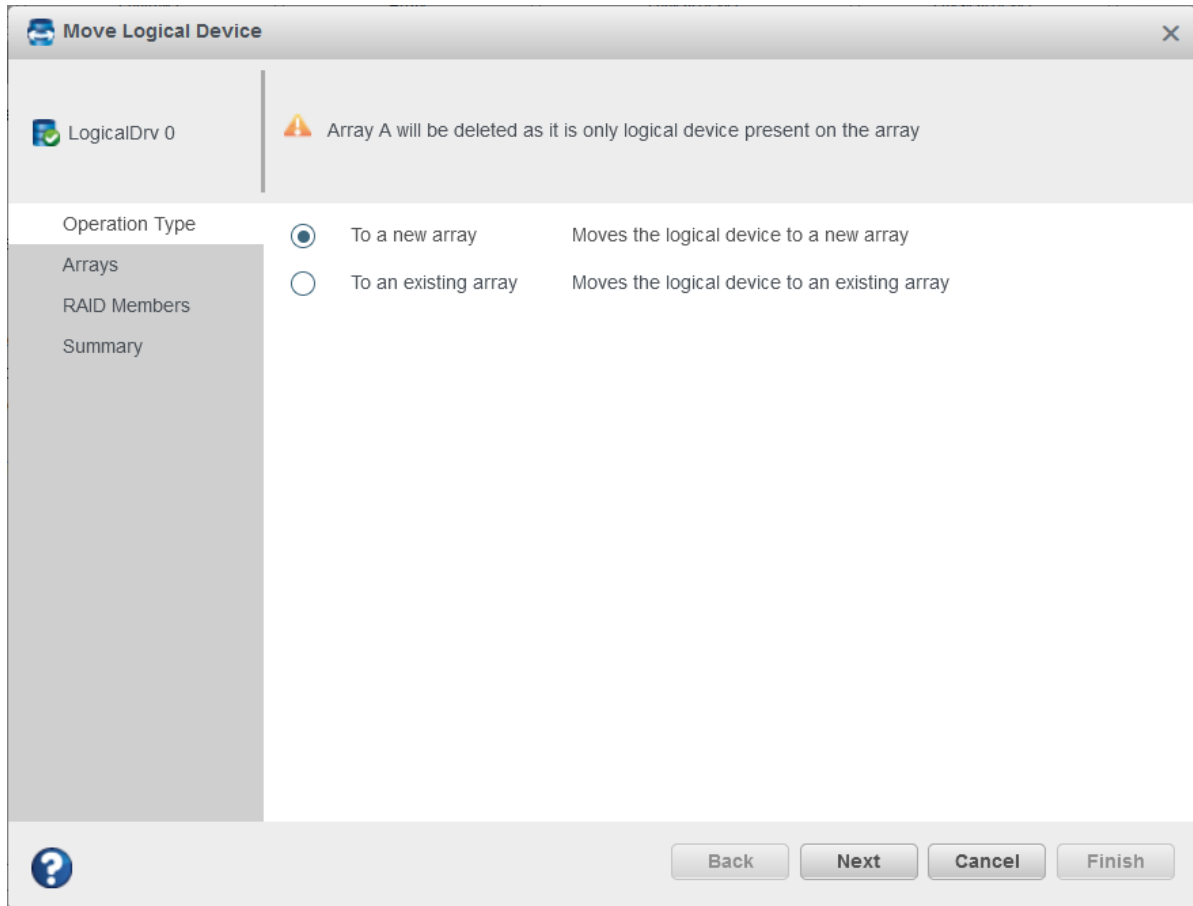 Move Logical Device
LogicalDrv 0
Array A will be deleted as it is only logical device present on the array
Operation Type
Arrays
RAID Members
Summary
To a new array Moves the logical device to a new array
To an existing array Moves the logical device to an existing array
?
Back Next Cancel Finish